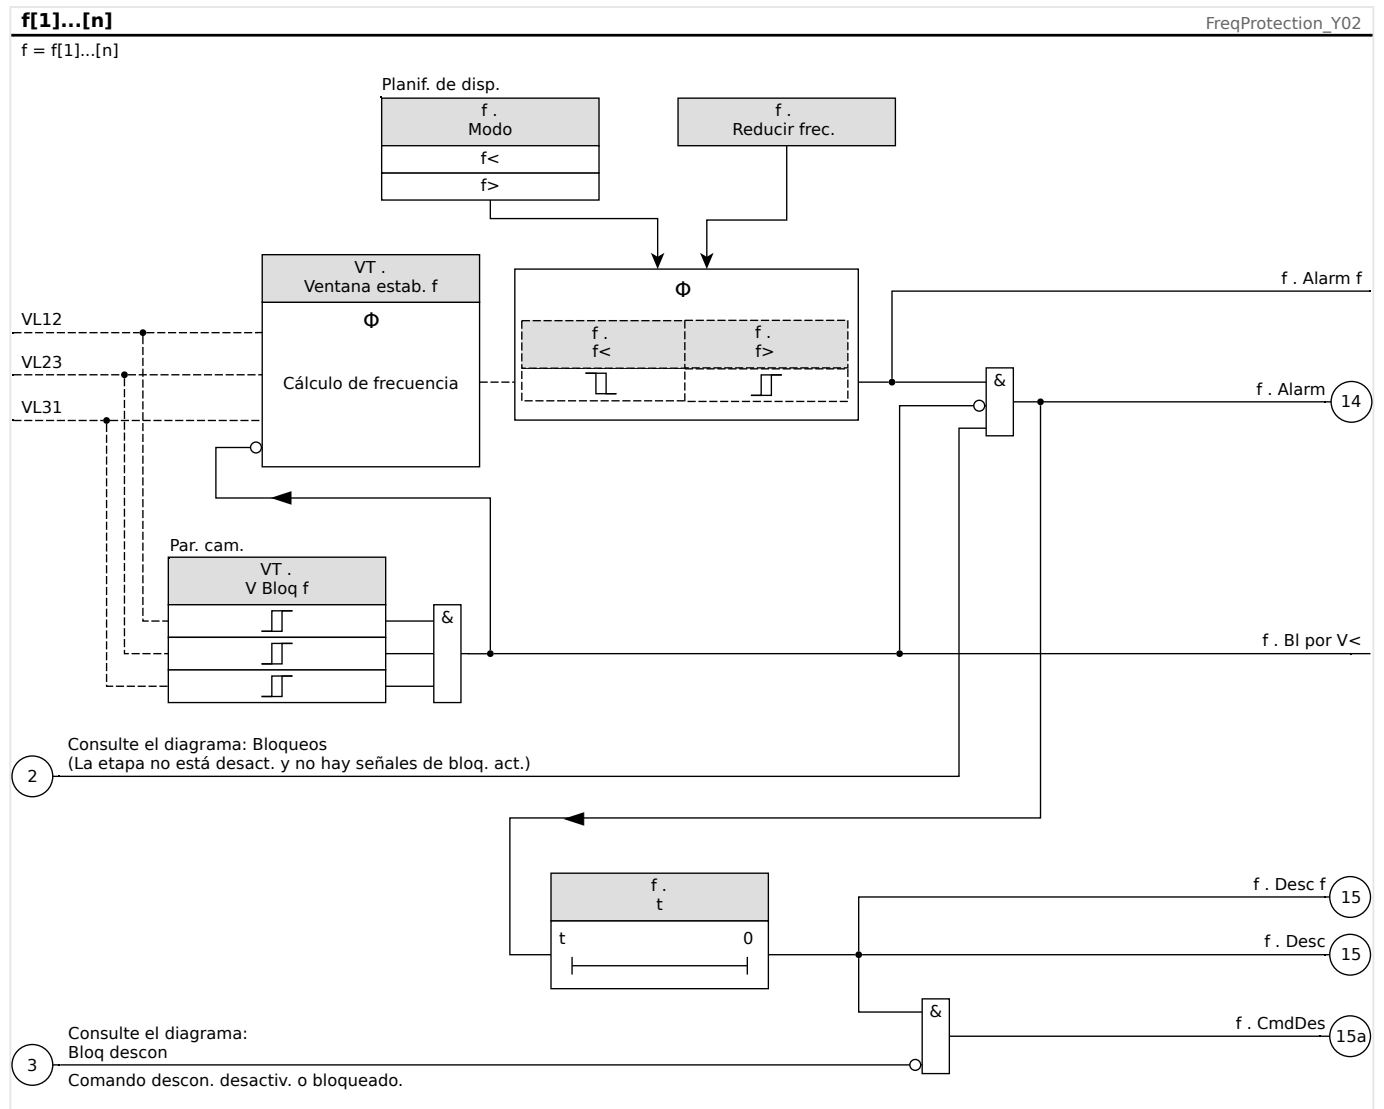 f[1]...[n]
FreqProtection_Y02
f = f[1]...[n]
Planif. de disp.
f .
Modo
f<
f>
f .
Reducir frec.
VT .
Ventana estab. f
Φ
Cálculo de frecuencia
Φ
f .
f<
f .
f>
f . Alarm f
VL12
VL23
VL31
&
f . Alarm
14
Par. cam.
VT .
V Bloq f
&
f . Bl por V<
Consulte el diagrama: Bloqueos
(La etapa no está desact. y no hay señales de bloq. act.)
2
f .
t
t
0
f . Desc f
15
f . Desc
15
&
f . CmdDes
15a
Consulte el diagrama:
Bloq descon
3
Comando descon. desactiv. o bloqueado.